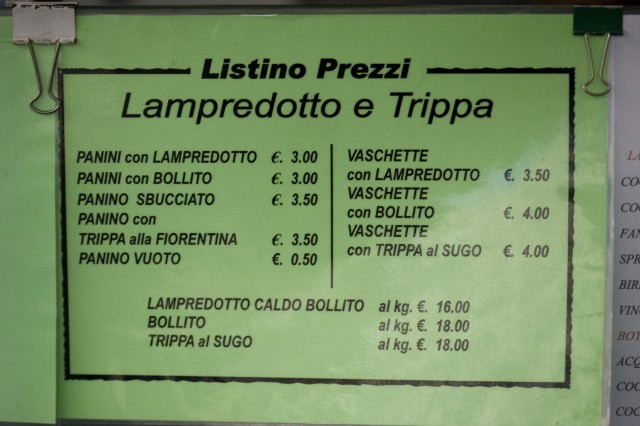 Listino Prezzi
Lampredotto e Trippa
PANINI con LAMPREDOTTO €. 3.00
PANINI con BOLLITO €. 3.00
PANINO SBUCCIATO €. 3.50
PANINO con
TRIPPA alla FIORENTINA €. 3.50
PANINO VUOTO €. 0.50
VASCHETTE
con LAMPREDOTTO €. 3.50
VASCHETTE
con BOLLITO €. 4.00
VASCHETTE
con TRIPPA al SUGO €. 4.00
LAMPREDOTTO CALDO BOLLITO al kg. €. 16.00
BOLLITO al kg. €. 18.00
TRIPPA al SUGO al kg. €. 18.00